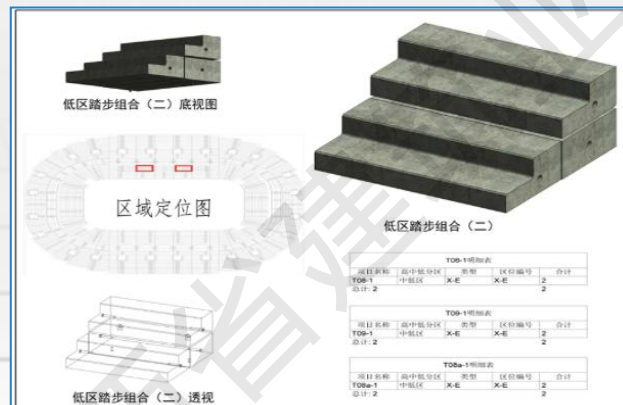 低区踏步组合（二）底视图
区域定位图
低区踏步组合（二）透视
低区踏步组合（二）
T08-1明细表
项目名称 高中低分区 类型 区位编号 合计
T08-1 中低区 X-E X-E 2
总计: 2 2
T09-1明细表
项目名称 高中低分区 类型 区位编号 合计
T09-1 中低区 X-E X-E 2
总计: 2 2
T08a-1明细表
项目名称 高中低分区 类型 区位编号 合计
T08a-1 中低区 X-E X-E 2
总计: 2 2
省建